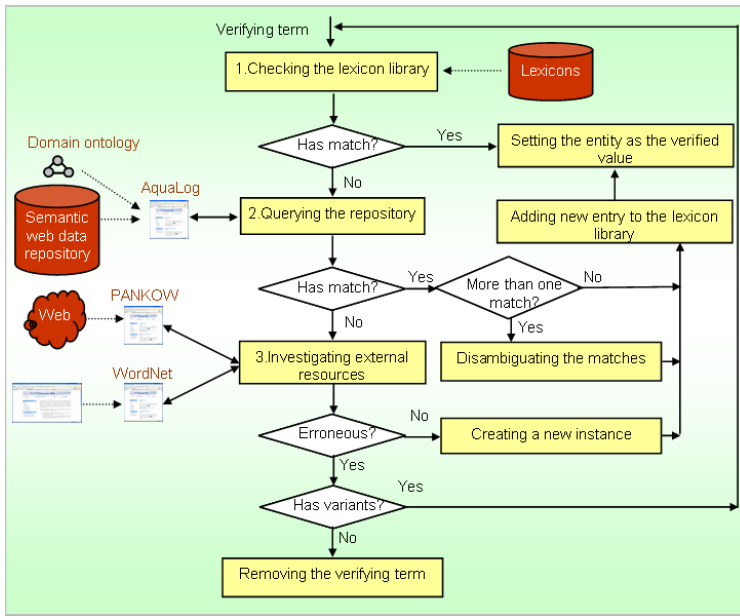 Verifying term
1.Checking the lexicon library
Lexicons
Has match?
Yes
Setting the entity as the verified
value
No
Domain ontology
AquaLog
Semantic
web data
repository
2.Querying the repository
Adding new entry to the lexicon
library
Has match?
Yes
More than one
match?
No
No
Yes
PANKOW
Web
3.Investigating external
resources
Disambiguating the matches
WordNet
Erroneous?
No
Creating a new instance
Yes
Has variants?
Yes
No
Removing the verifying term